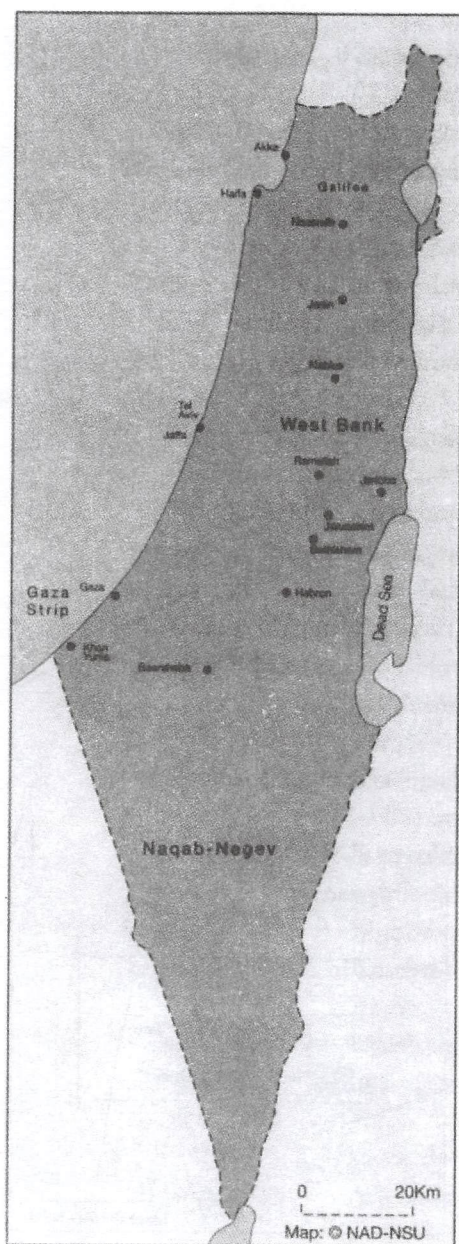 Akka
Haifa
Galilee
Nazareth
Jenin
Nablus
Tel
Aviv
Jaffa
West Bank
Ramallah
Jericho
Jerusalem
Bethlehem
Gaza
Strip
Gaza
Hebron
Dead Sea
Khan
Yunis
Beersheba
Naqab-Negev
0 20Km
Map: © NAD-NSU